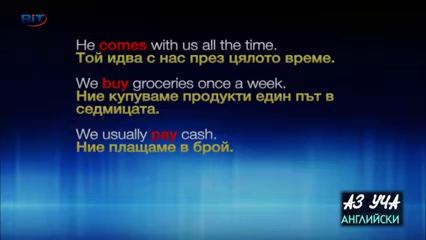 BiT
He comes with us all the time.
Той идва с нас през цялото време.
We buy groceries once a week.
Ние купуваме продукти един път в
седмицата.
We usually pay cash.
Ние плащаме в брой.
АЗ УЧА
АНГЛИЙСКИ